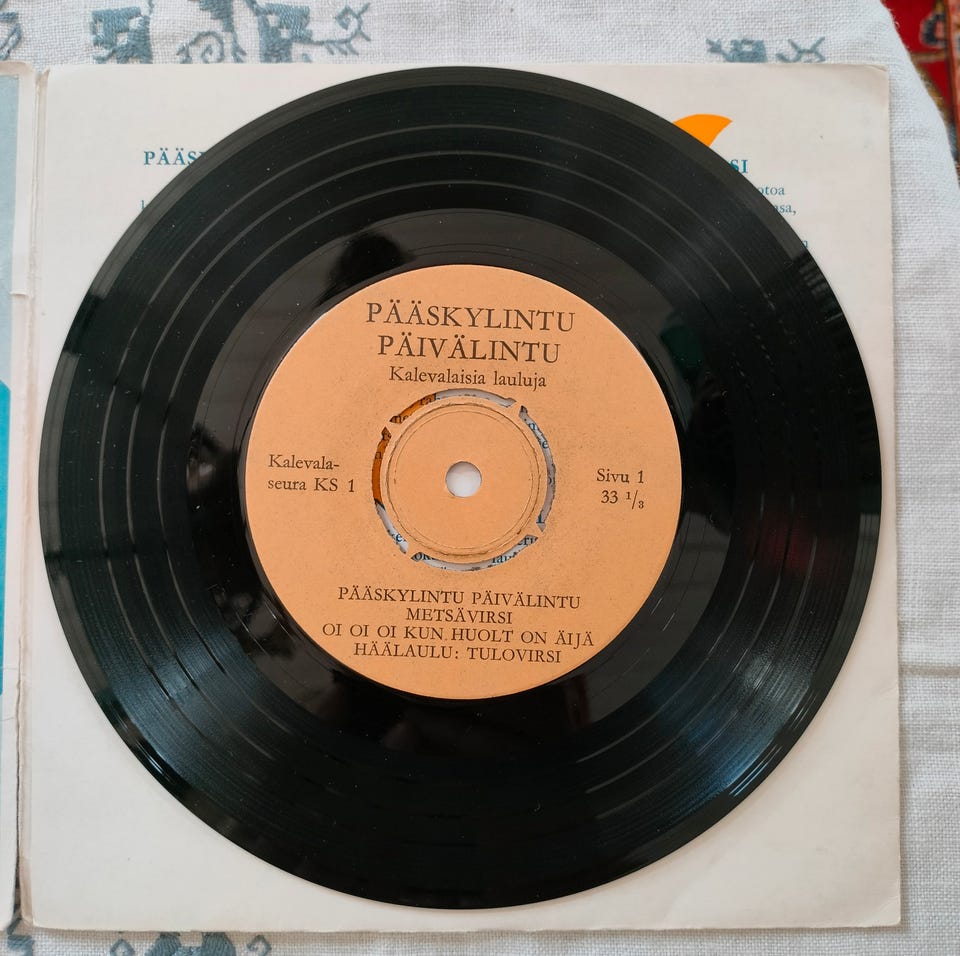 PÄÄSKYLINTU
PÄIVÄLINTU
Kalevalaisia lauluja
Kalevala-
seura KS 1
Sivu 1
33 1/3
PÄÄSKYLINTU PÄIVÄLINTU
METSÄVIRSI
OI OI OI KUN HUOLT ON ÄIJÄ
HÄÄLAULU: TULOVIRSI